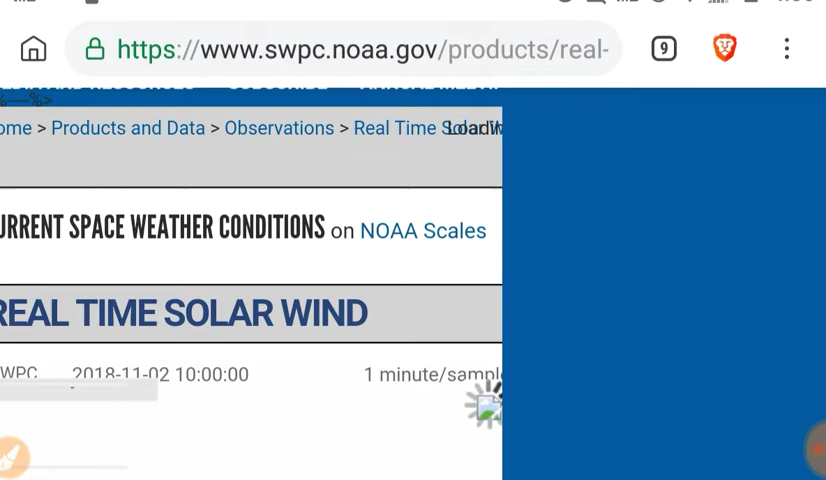 https://www.swpc.noaa.gov/products/real-
9
ome > Products and Data > Observations > Real Time Solar
URRENT SPACE WEATHER CONDITIONS on NOAA Scales
REAL TIME SOLAR WIND
WPC 2018-11-02 10:00:00 1 minute/sampl